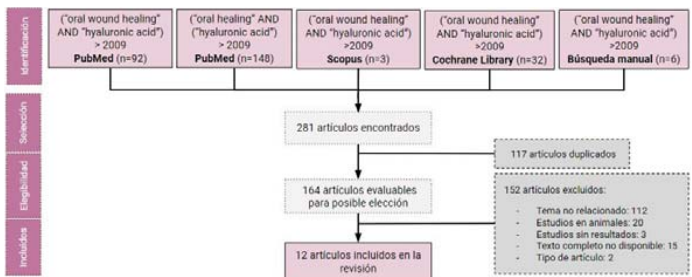 Identificación
("oral wound healing"
AND "hyaluronic acid")
> 2009
PubMed (n=92)
("oral healing" AND
("hyaluronic acid")
> 2009
PubMed (n=148)
("oral wound healing"
AND "hyaluronic acid")
>2009
Scopus (n=3)
("oral wound healing"
AND "hyaluronic acid")
>2009
Cochrane Library (n=32)
("oral wound healing"
AND "hyaluronic acid")
>2009
Búsqueda manual (n=6)
Selección
281 artículos encontrados
117 artículos duplicados
Elegibilidad
164 artículos evaluables
para posible elección
152 artículos excluidos:
- Tema no relacionado: 112
- Estudios en animales: 20
- Estudios sin resultados: 3
- Texto completo no disponible: 15
- Tipo de artículo: 2
Incluidos
12 artículos incluidos en la
revisión